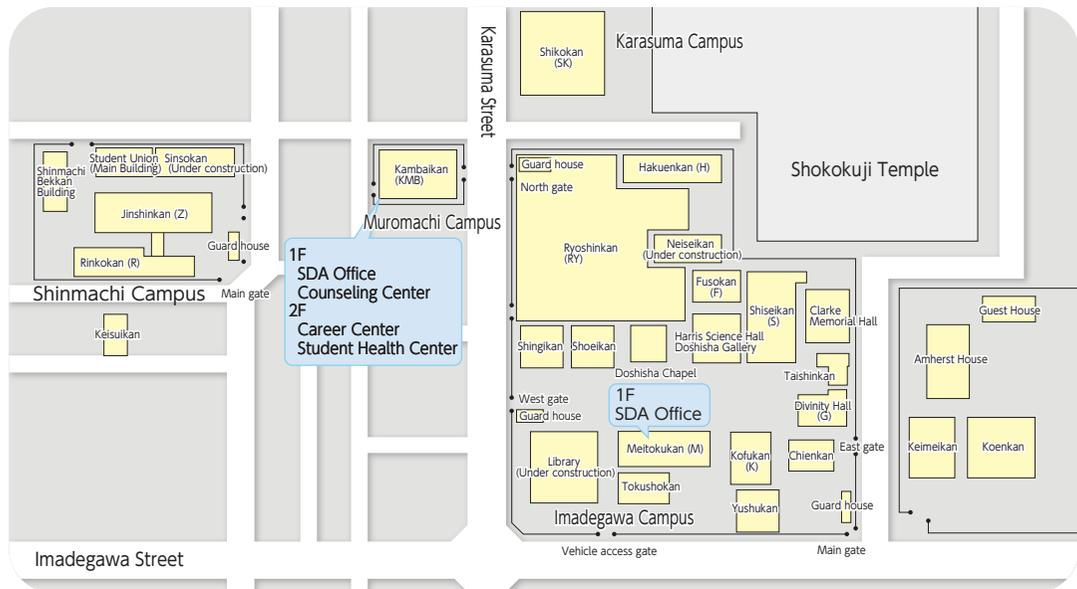 Karasuma Street
Shikokan
(SK)
Karasuma Campus
Shokokuji Temple
Shinmachi
Bekkan
Building
Student Union
(Main Building)
Sinsokan
(Under construction)
Jinshinkan (Z)
Guard house
Rinkokan (R)
Shinmachi Campus
Main gate
Keisuikan
Kambaikan
(KMB)
Muromachi Campus
1F
SDA Office
Counseling Center
2F
Career Center
Student Health Center
Guard house
North gate
Hakuenkan (H)
Ryoshinkan
(RY)
Neiseikan
(Under construction)
Fusokan
(F)
Shiseikan
(S)
Clarke
Memorial Hall
Shingikan
Shoeikan
Harris Science Hall
Doshisha Gallery
Doshisha Chapel
Taishinkan
West gate
Guard house
1F
SDA Office
Divinity Hall
(G)
Library
(Under construction)
Meitokukan (M)
Kofukan
(K)
Chienkan
East gate
Tokushokan
Yushukan
Guard house
Imadegawa Campus
Vehicle access gate
Main gate
Guest House
Amherst House
Keimeikan
Koenkan
Imadegawa Street